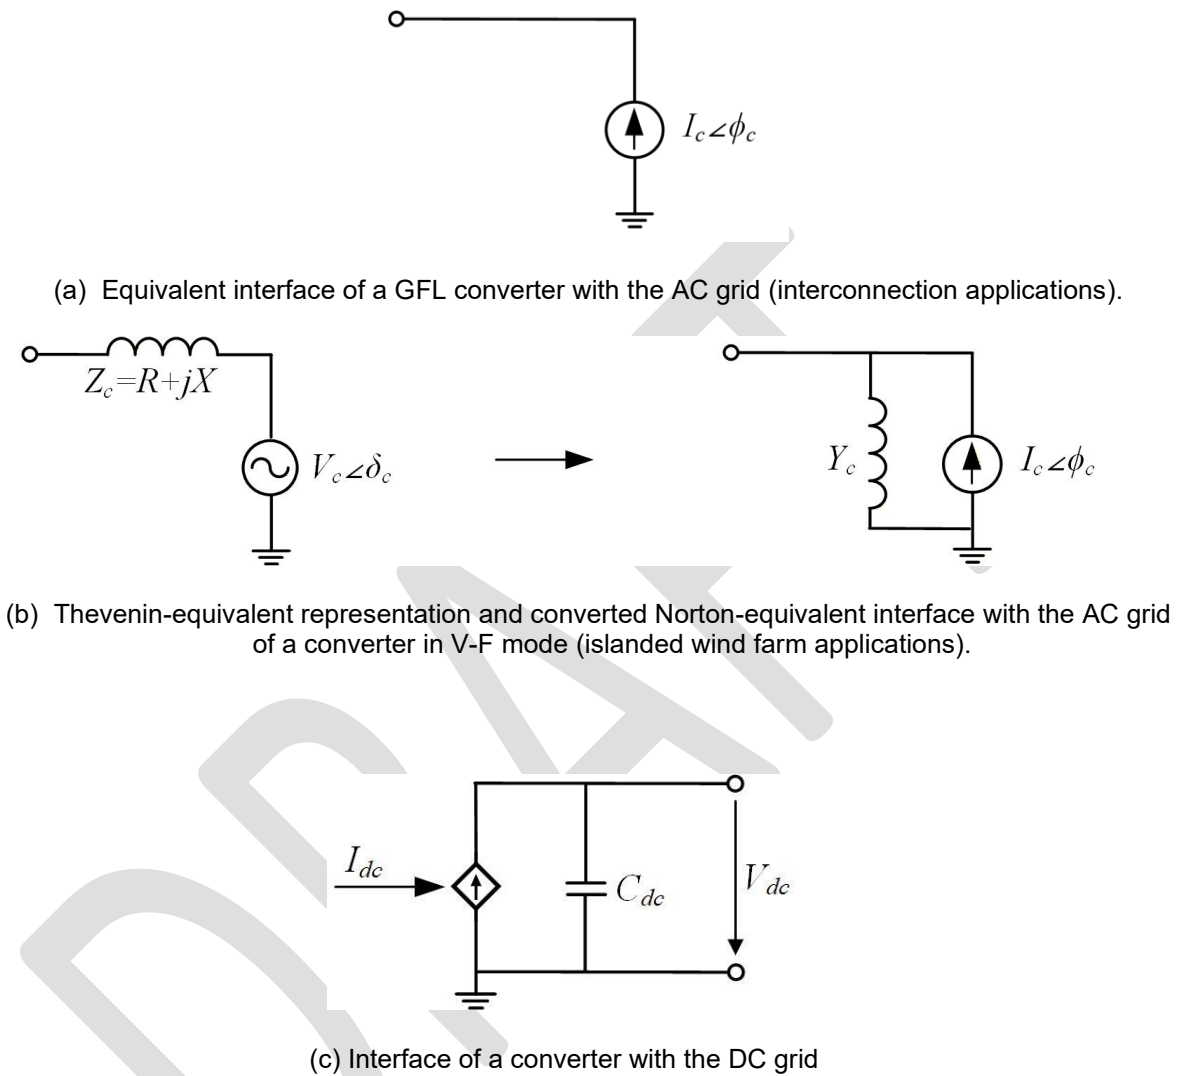 I_c∠ϕ_c
(a) Equivalent interface of a GFL converter with the AC grid (interconnection applications).
Z_c=R+jX
V_c∠δ_c
Y_c
I_c∠ϕ_c
(b) Thevenin-equivalent representation and converted Norton-equivalent interface with the AC grid
of a converter in V-F mode (islanded wind farm applications).
I_dc
C_dc
V_dc
(c) Interface of a converter with the DC grid
DRAFT